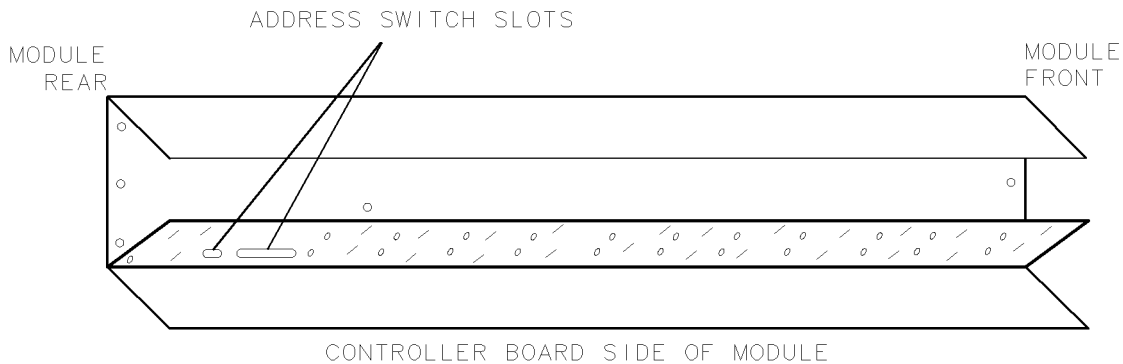 ADDRESS SWITCH SLOTS
MODULE
REAR
MODULE
FRONT
CONTROLLER BOARD SIDE OF MODULE